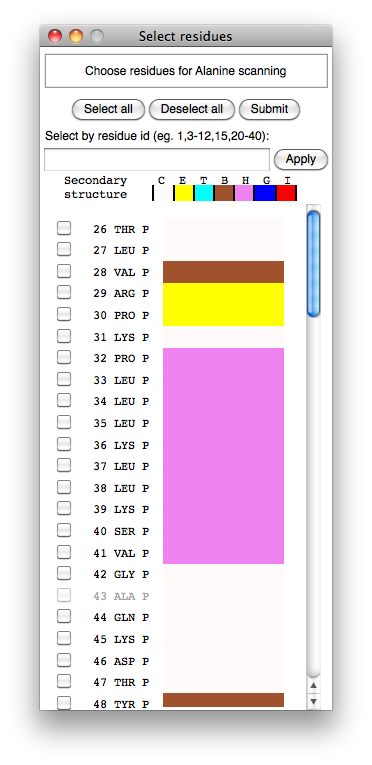 Select residues
Choose residues for Alanine scanning
Select all Deselect all Submit
Select by residue id (eg. 1,3-12,15,20-40):
Apply
Secondary structure C E T B H G I
26 THR P
27 LEU P
28 VAL P
29 ARG P
30 PRO P
31 LYS P
32 PRO P
33 LEU P
34 LEU P
35 LEU P
36 LYS P
37 LEU P
38 LEU P
39 LYS P
40 SER P
41 VAL P
42 GLY P
43 ALA P
44 GLN P
45 LYS P
46 ASP P
47 THR P
48 TYR P